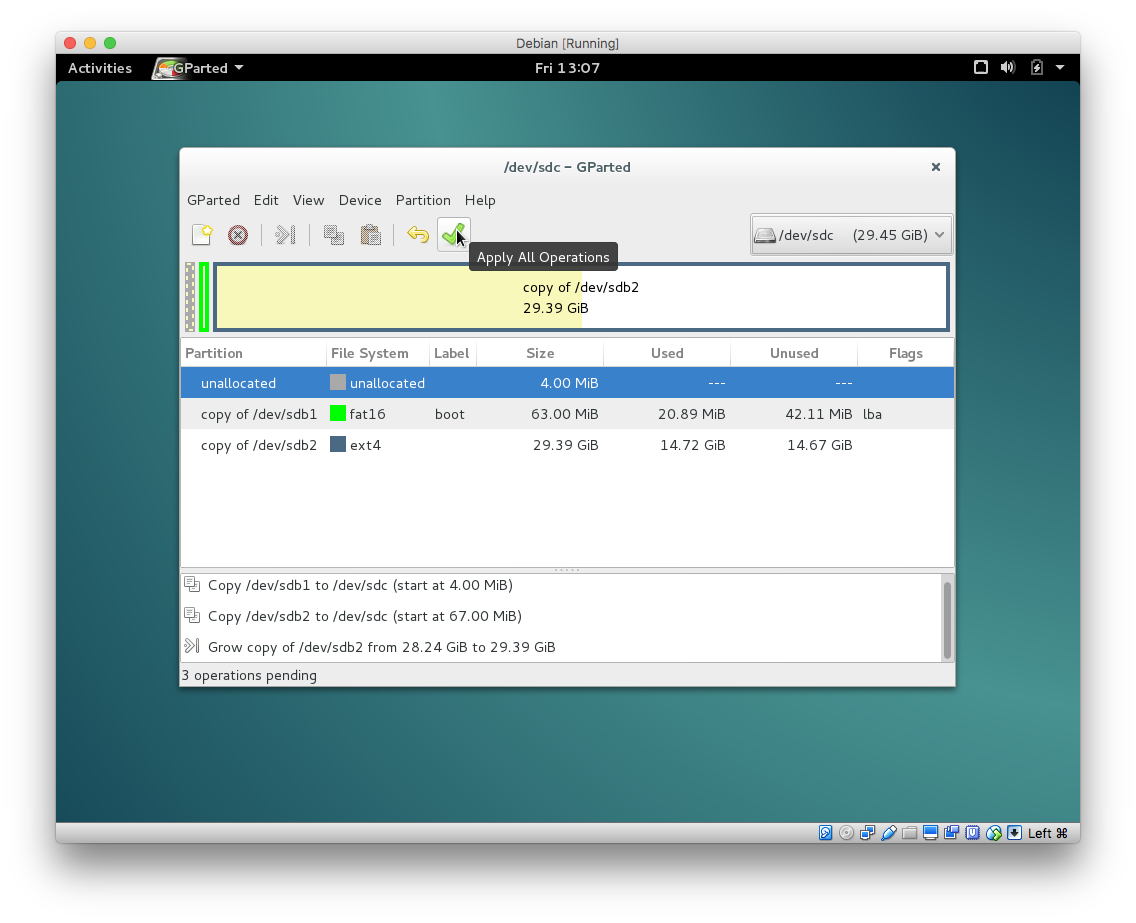 Debian [Running]
Activities GParted Fri 13:07
/dev/sdc – GParted
GParted Edit View Device Partition Help
/dev/sdc (29.45 GiB)
Apply All Operations
copy of /dev/sdb2
29.39 GiB
Partition File System Label Size Used Unused Flags
unallocated unallocated 4.00 MiB --- ---
copy of /dev/sdb1 fat16 boot 63.00 MiB 20.89 MiB 42.11 MiB lba
copy of /dev/sdb2 ext4 29.39 GiB 14.72 GiB 14.67 GiB
Copy /dev/sdb1 to /dev/sdc (start at 4.00 MiB)
Copy /dev/sdb2 to /dev/sdc (start at 67.00 MiB)
Grow copy of /dev/sdb2 from 28.24 GiB to 29.39 GiB
3 operations pending
Left ⌘